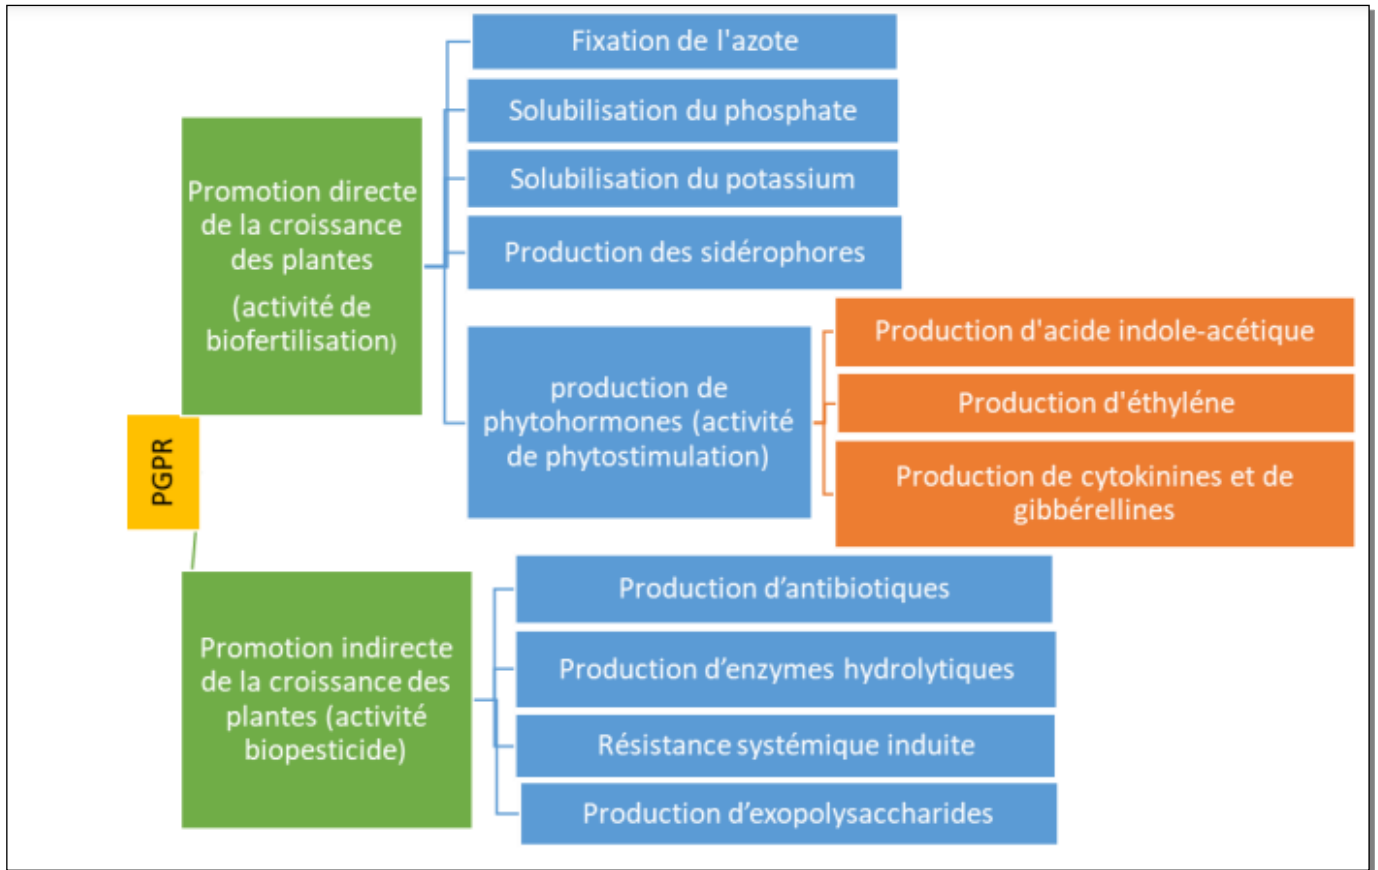 Fixation de l'azote
Solubilisation du phosphate
Solubilisation du potassium
Production des sidérophores
Promotion directe
de la croissance
des plantes
(activité de
biofertilisation)
production de
phytohormones (activité
de phytostimulation)
Production d'acide indole-acétique
Production d'éthyléne
Production de cytokinines et de
gibbérellines
PGPR
Promotion indirecte
de la croissance des
plantes (activité
biopesticide)
Production d’antibiotiques
Production d’enzymes hydrolytiques
Résistance systémique induite
Production d’exopolysaccharides